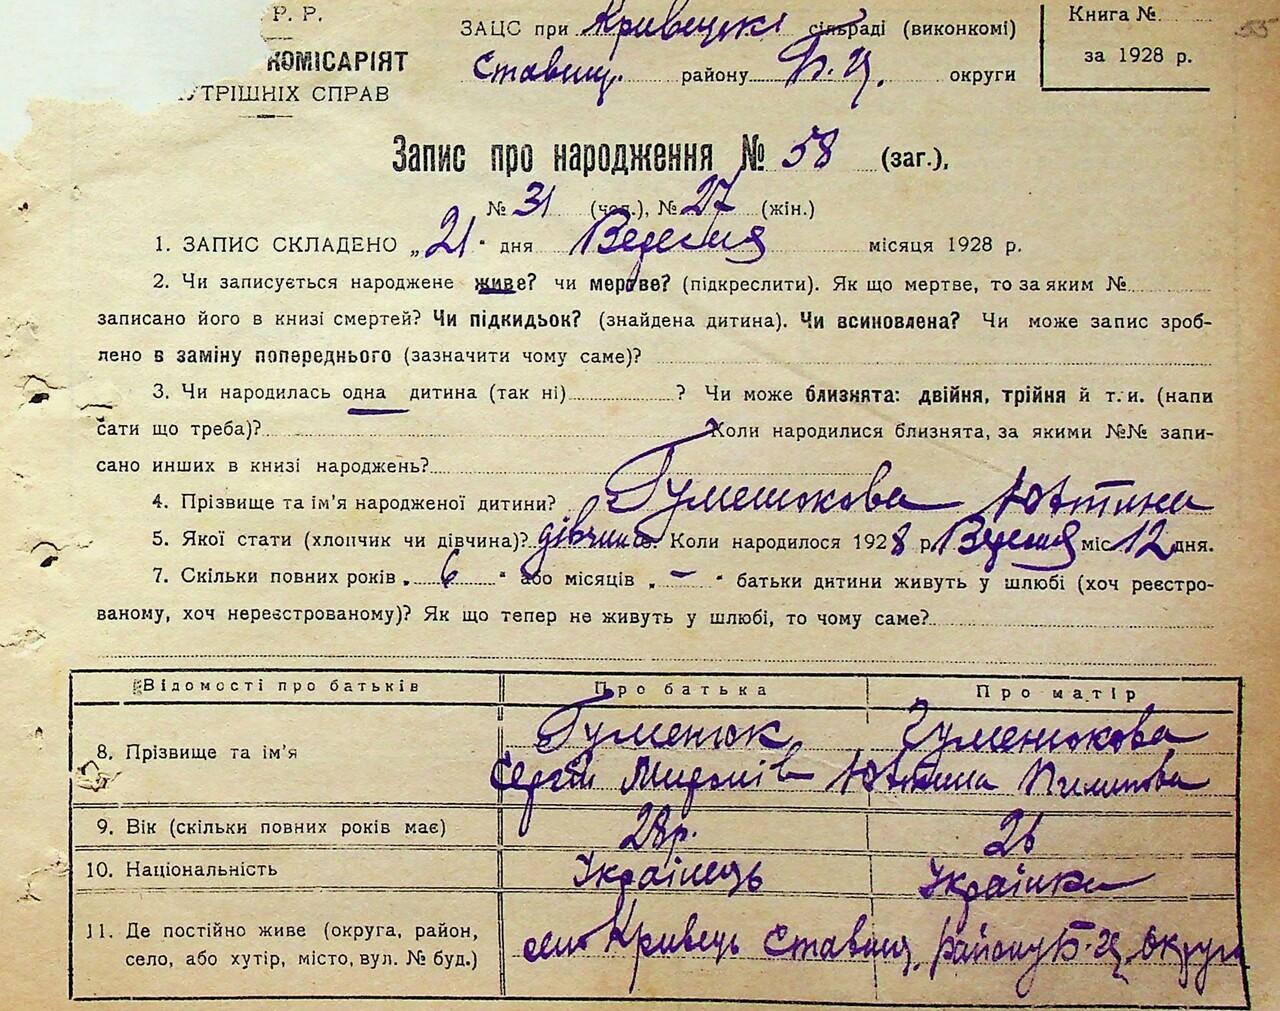 Р. Р.
КОМІСАРІЯТ
УТРІШНІХ СПРАВ
ЗАЦС при Кривецькі сільраді (виконкомі)
Ставищ. району Б.Ц. округи
Книга №
за 1928 р.
55
Запис про народження № 58 (заг.),
№ 31 (чол.), № 27 (жін.)
1. ЗАПИС СКЛАДЕНО „21“ дня Вересня місяця 1928 р.
2. Чи записується народжене живе? чи мертве? (підкреслити). Як що мертве, то за яким №
записано його в книзі смертей? Чи підкидьок? (знайдена дитина). Чи всиновлена? Чи може запис зроб-
лено в заміну попереднього (зазначити чому саме)?
3. Чи народилась одна дитина (так ні) ? Чи може близнята: двійня, трійня й т. и. (напи
сати що треба)? Коли народилися близнята, за якими №№ запи-
сано инших в книзі народжень?
4. Прізвище та ім'я народженої дитини? Гуменюкова Юхтина
5. Якої стати (хлопчик чи дівчина)? дівчина. Коли народилося 1928 р Вересня міс 12 дня.
7. Скільки повних років „ 6 “ або місяців „ – “ батьки дитини живуть у шлюбі (хоч реєстро-
ваному, хоч нереєстрованому)? Як що тепер не живуть у шлюбі, то чому саме?
Відомості про батьків Про батька Про матір
8. Прізвище та ім'я Гуменюк Гуменюкова
Сергій Миронів Юхтина Пилипова
9. Вік (скільки повних років має) 28р. 26
10. Національність Українець Українка
11. Де постійно живе (округа, район,
село, або хутір, місто, вул. № буд.) село Кривець Ставищ. району Б-Ц округи